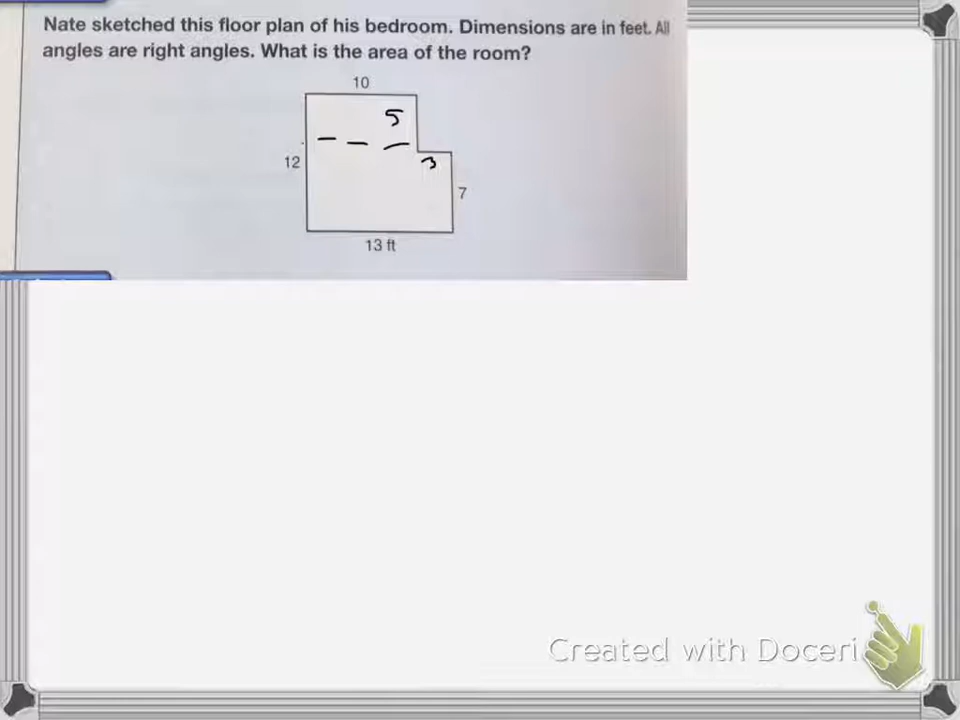 Nate sketched this floor plan of his bedroom. Dimensions are in feet. All
angles are right angles. What is the area of the room?
10
5
12
3
7
13 ft
Created with Doceri